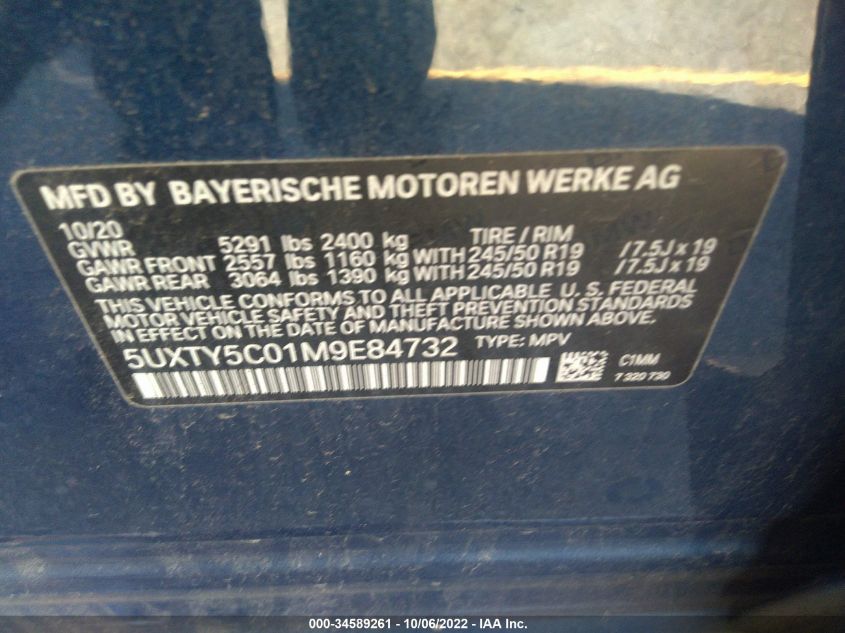 MFD BY BAYERISCHE MOTOREN WERKE AG
10/20 TIRE / RIM
GVWR 5291 lbs 2400 kg
GAWR FRONT 2557 lbs 1160 kg WITH 245/50 R19 / 7.5J x 19
GAWR REAR 3064 lbs 1390 kg WITH 245/50 R19 / 7.5J x 19
THIS VEHICLE CONFORMS TO ALL APPLICABLE U. S. FEDERAL
MOTOR VEHICLE SAFETY AND THEFT PREVENTION STANDARDS
IN EFFECT ON THE DATE OF MANUFACTURE SHOWN ABOVE.
5UXTY5C01M9E84732 TYPE: MPV
C1MM
7 320 730
000-34589261 - 10/06/2022 - IAA Inc.